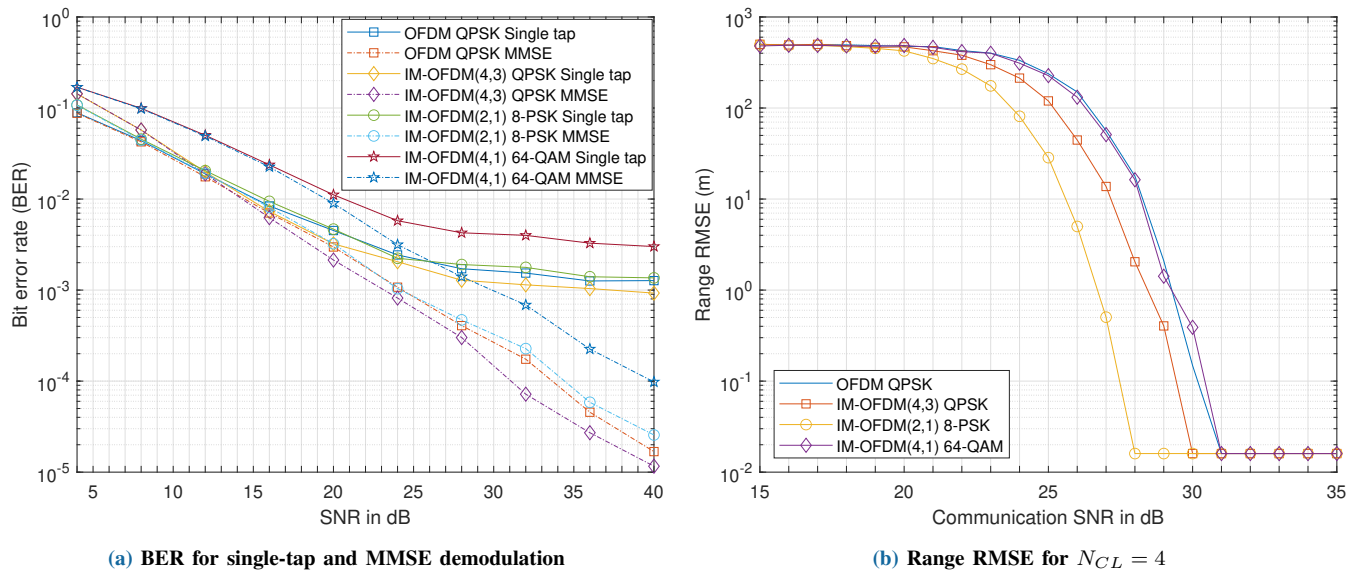 10^0
10^-1
10^-2
10^-3
10^-4
10^-5
Bit error rate (BER)
OFDM QPSK Single tap
OFDM QPSK MMSE
IM-OFDM(4,3) QPSK Single tap
IM-OFDM(4,3) QPSK MMSE
IM-OFDM(2,1) 8-PSK Single tap
IM-OFDM(2,1) 8-PSK MMSE
IM-OFDM(4,1) 64-QAM Single tap
IM-OFDM(4,1) 64-QAM MMSE
5 10 15 20 25 30 35 40
SNR in dB
(a) BER for single-tap and MMSE demodulation
10^3
10^2
10^1
10^0
10^-1
10^-2
Range RMSE (m)
OFDM QPSK
IM-OFDM(4,3) QPSK
IM-OFDM(2,1) 8-PSK
IM-OFDM(4,1) 64-QAM
15 20 25 30 35
Communication SNR in dB
(b) Range RMSE for N_{CL} = 4